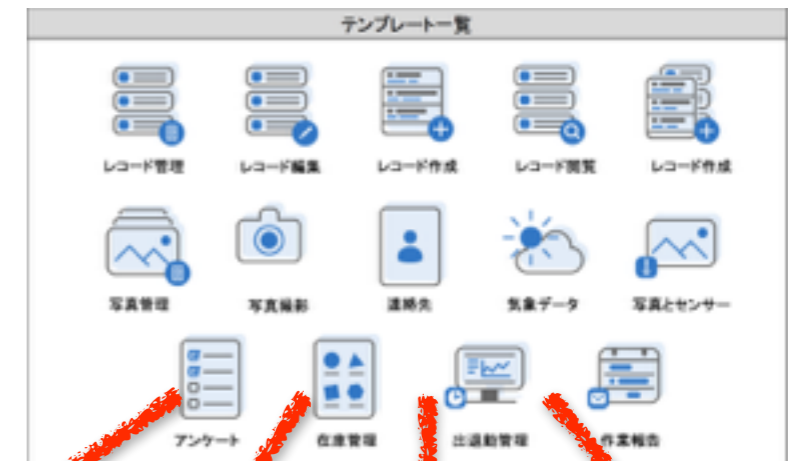 テンプレート一覧
レコード管理 レコード編集 レコード作成 レコード閲覧 レコード作成
写真管理 写真撮影 連絡先 気象データ 写真とセンサー
アンケート 在庫管理 出退勤管理 作業報告